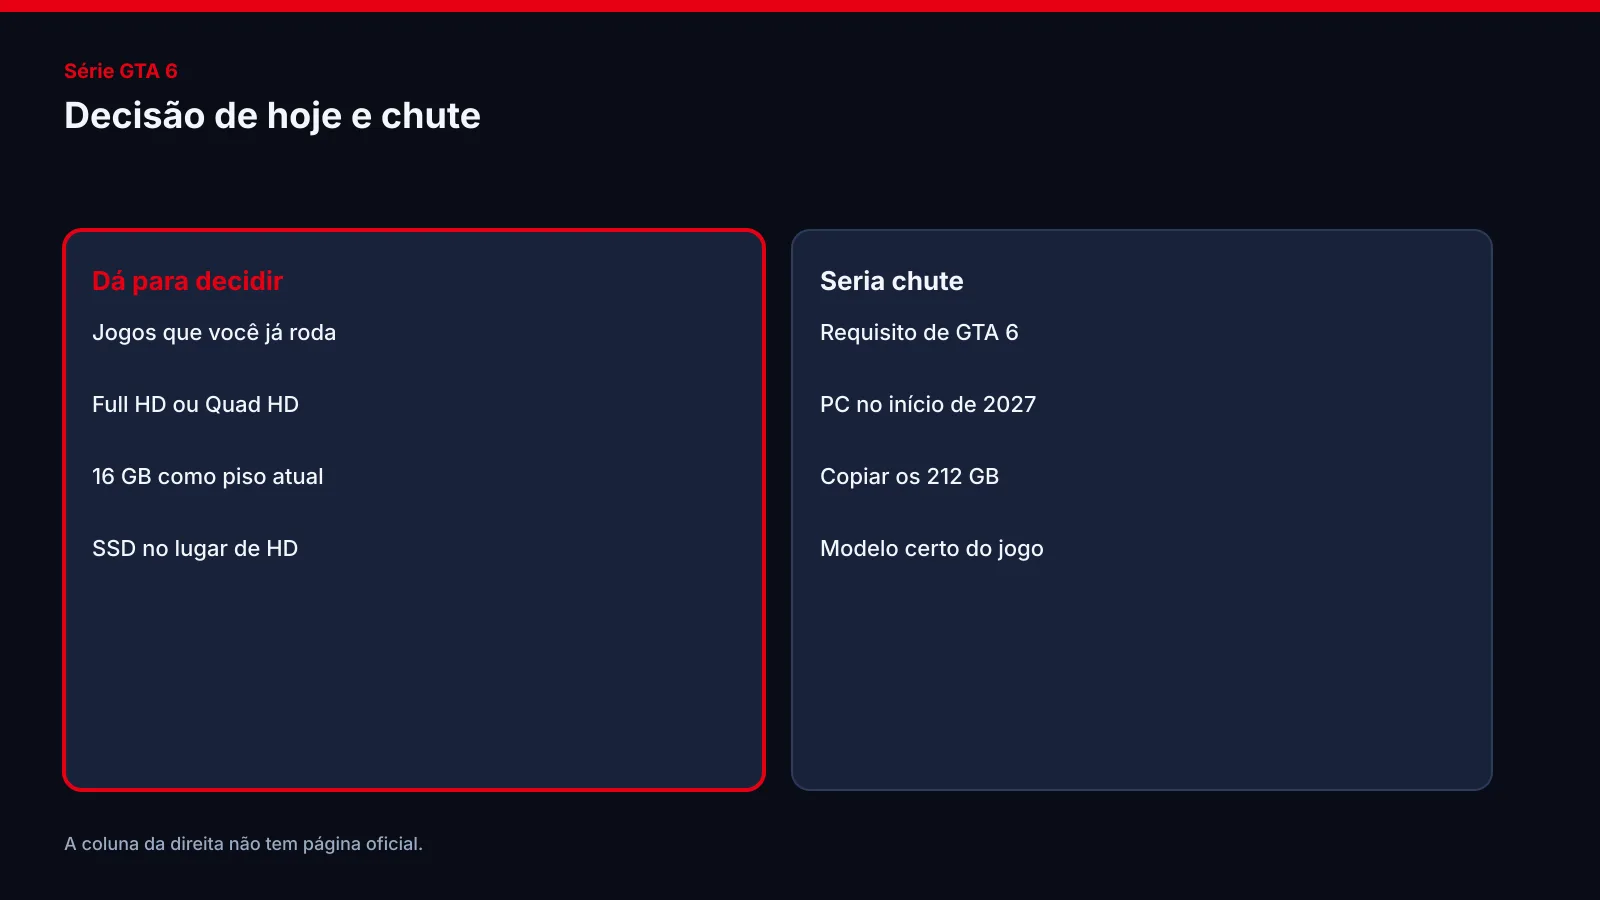 Série GTA 6
Decisão de hoje e chute
Dá para decidir
Jogos que você já roda
Full HD ou Quad HD
16 GB como piso atual
SSD no lugar de HD
Seria chute
Requisito de GTA 6
PC no início de 2027
Copiar os 212 GB
Modelo certo do jogo
A coluna da direita não tem página oficial.